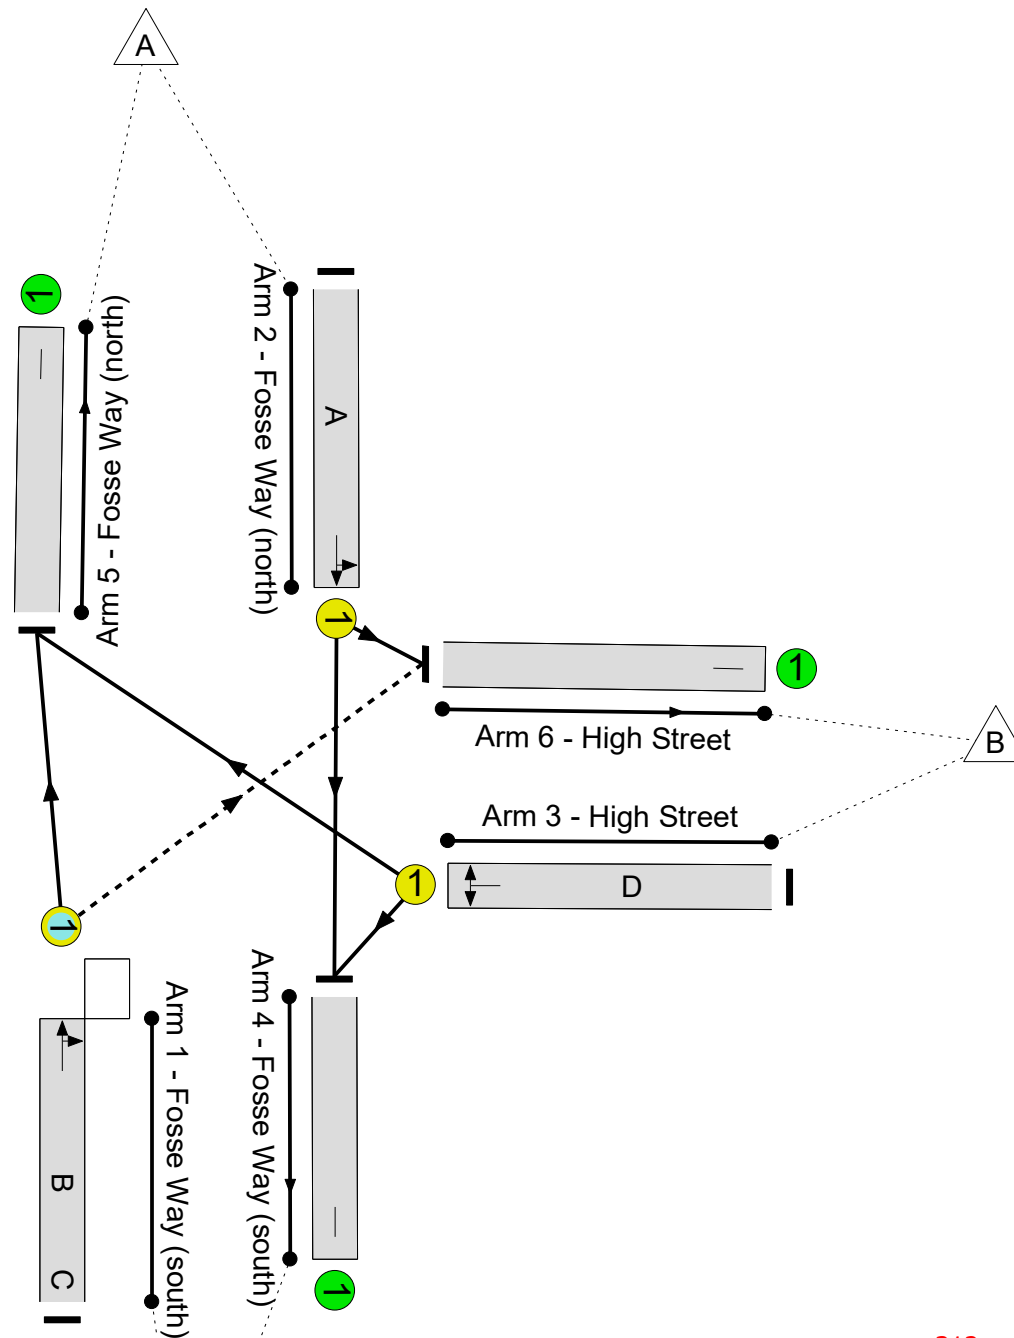 A
1
Arm 5 - Fosse Way (north)
Arm 2 - Fosse Way (north)
A
1
1
Arm 6 - High Street
B
Arm 3 - High Street
1
D
1
Arm 1 - Fosse Way (south)
Arm 4 - Fosse Way (south)
B
C
1